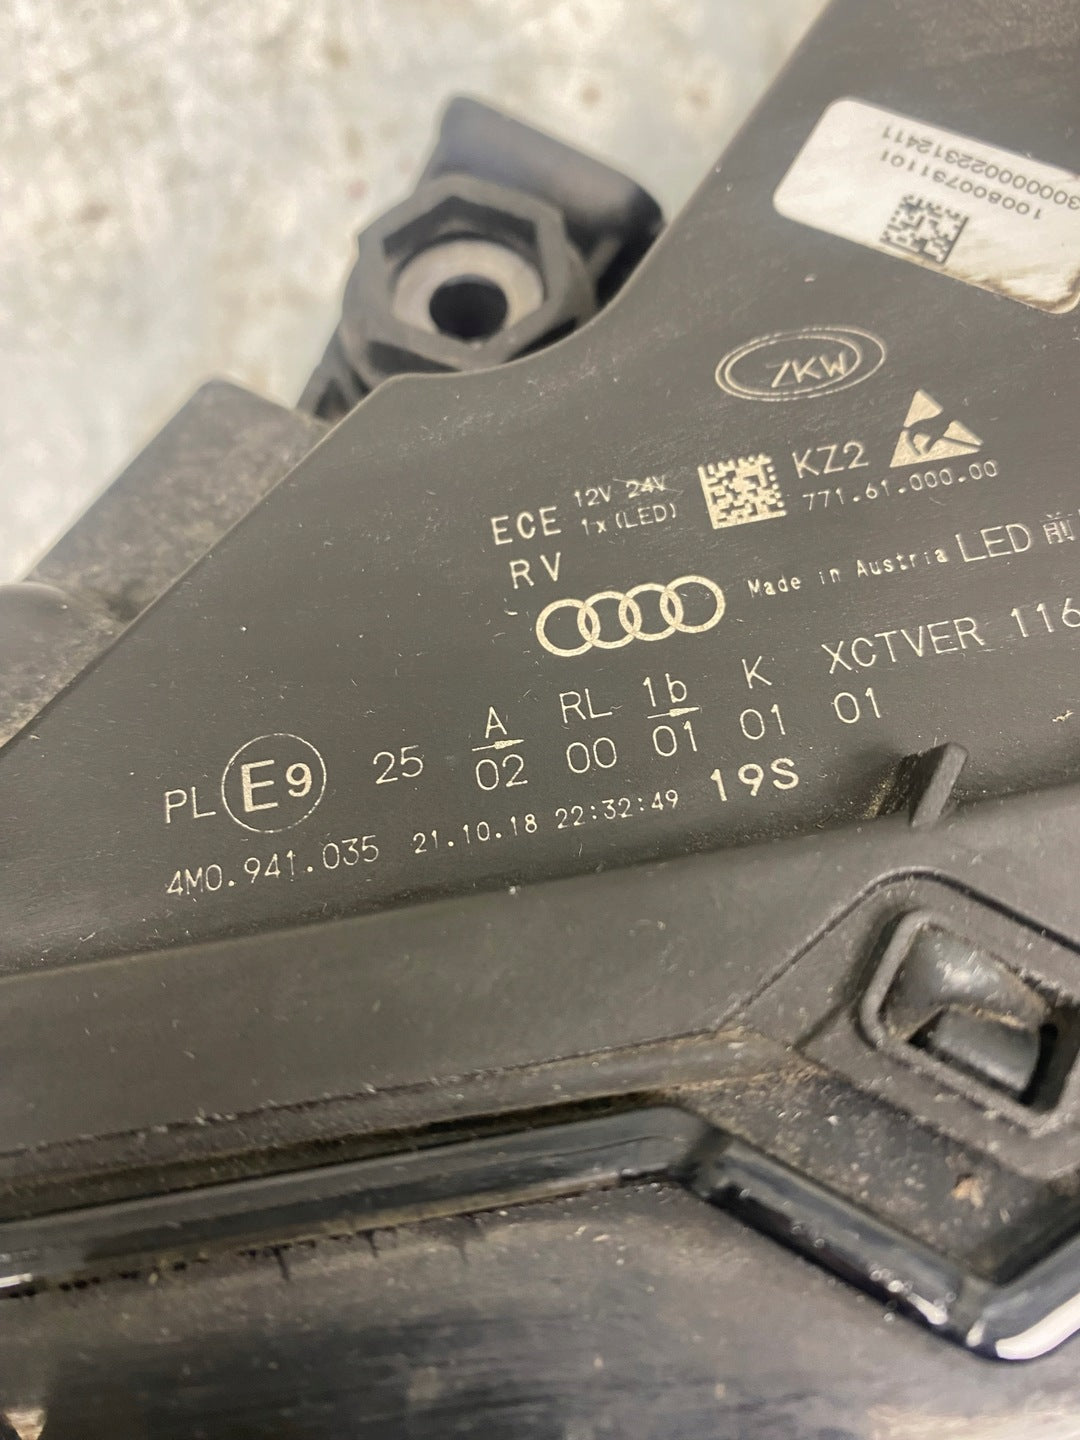 100800731101
3000000022312411
ZKW
KZ2
771.61.000.00
ECE 12V 24V
1x(LED)
RV
Made in Austria LED 前
A RL 1b K XCTVER 116
PL E9 25 02 00 01 01 01
4M0.941.035 21.10.18 22:32:49 19S